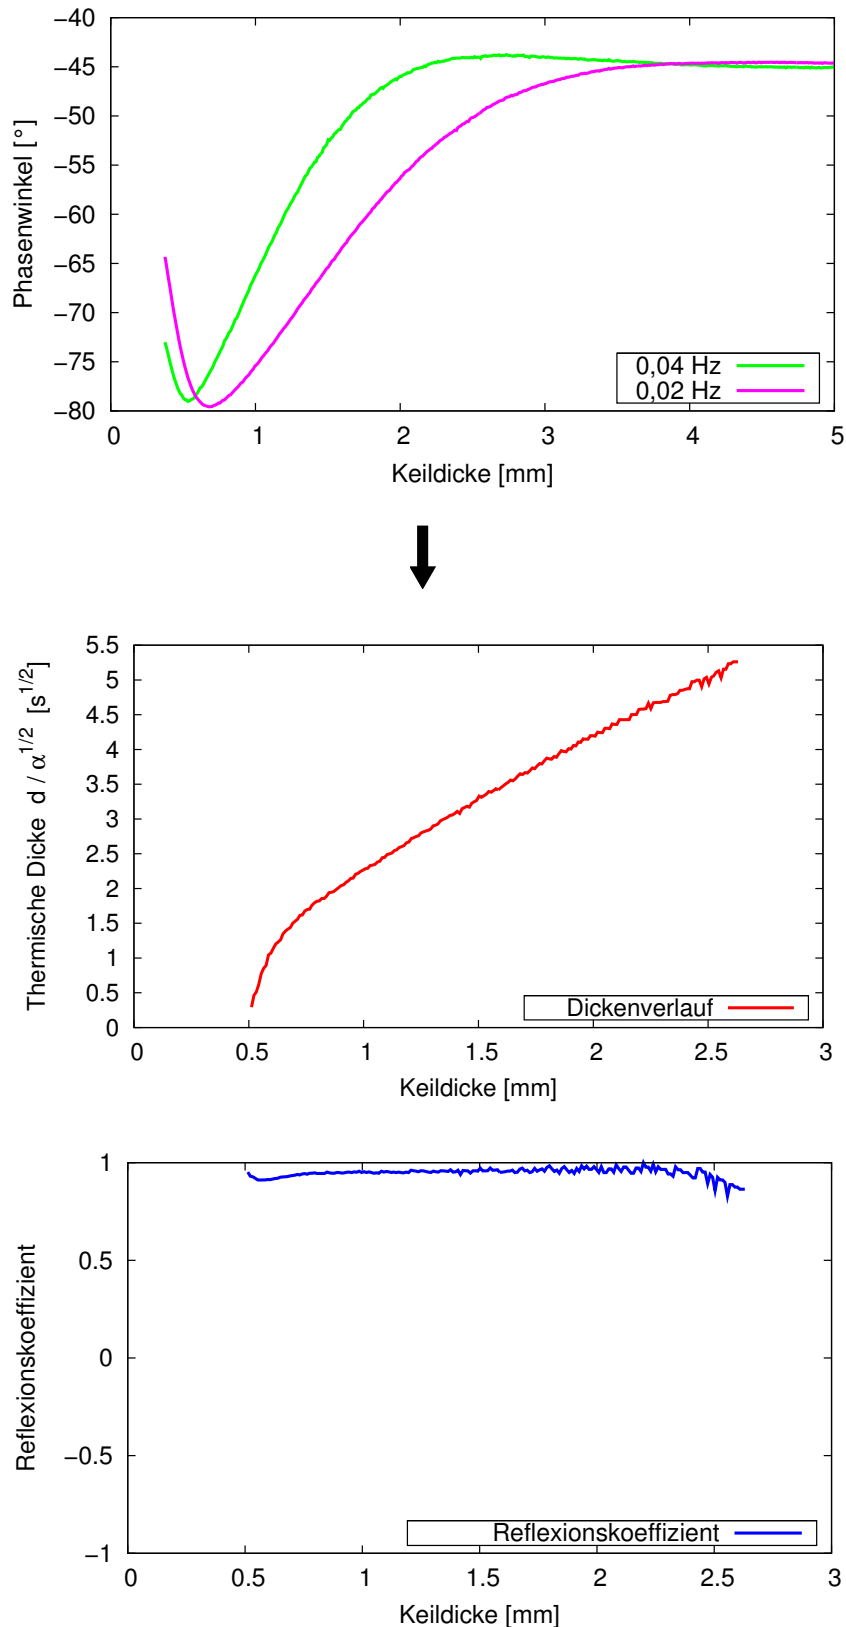 −40
−45
−50
−55
−60
−65
−70
−75
−80
Phasenwinkel [°]
0,04 Hz
0,02 Hz
0 1 2 3 4 5
Keildicke [mm]
5.5
5
4.5
4
3.5
3
2.5
2
1.5
1
0.5
0
Thermische Dicke d / α^{1/2} [s^{1/2}]
Dickenverlauf
0 0.5 1 1.5 2 2.5 3
Keildicke [mm]
1
0.5
0
−0.5
−1
Reflexionskoeffizient
Reflexionskoeffizient
0 0.5 1 1.5 2 2.5 3
Keildicke [mm]